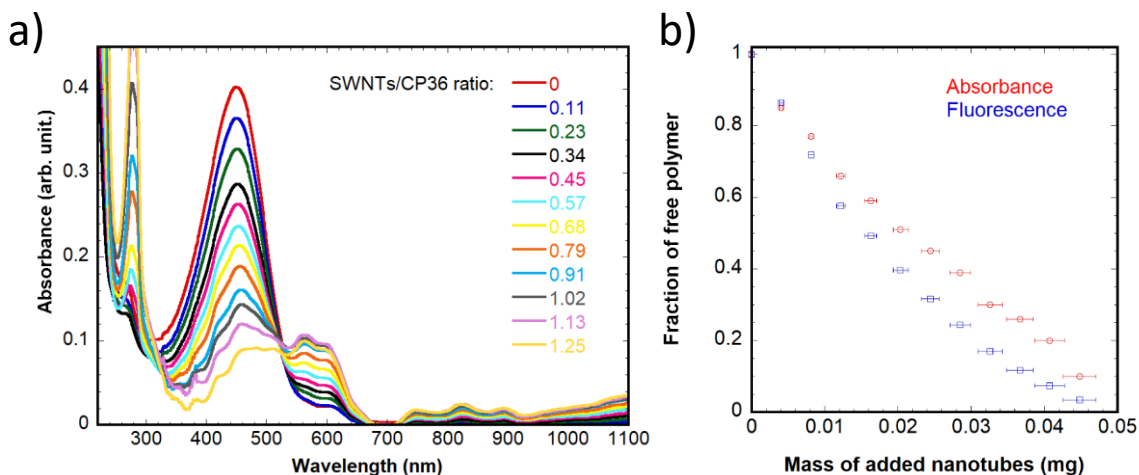 a)
Absorbance (arb. unit.)
0.4
0.3
0.2
0.1
0
300 400 500 600 700 800 900 1000 1100
Wavelength (nm)
SWNTs/CP36 ratio:
0
0.11
0.23
0.34
0.45
0.57
0.68
0.79
0.91
1.02
1.13
1.25
b)
Fraction of free polymer
1
0.8
0.6
0.4
0.2
0
0 0.01 0.02 0.03 0.04 0.05
Mass of added nanotubes (mg)
Absorbance
Fluorescence